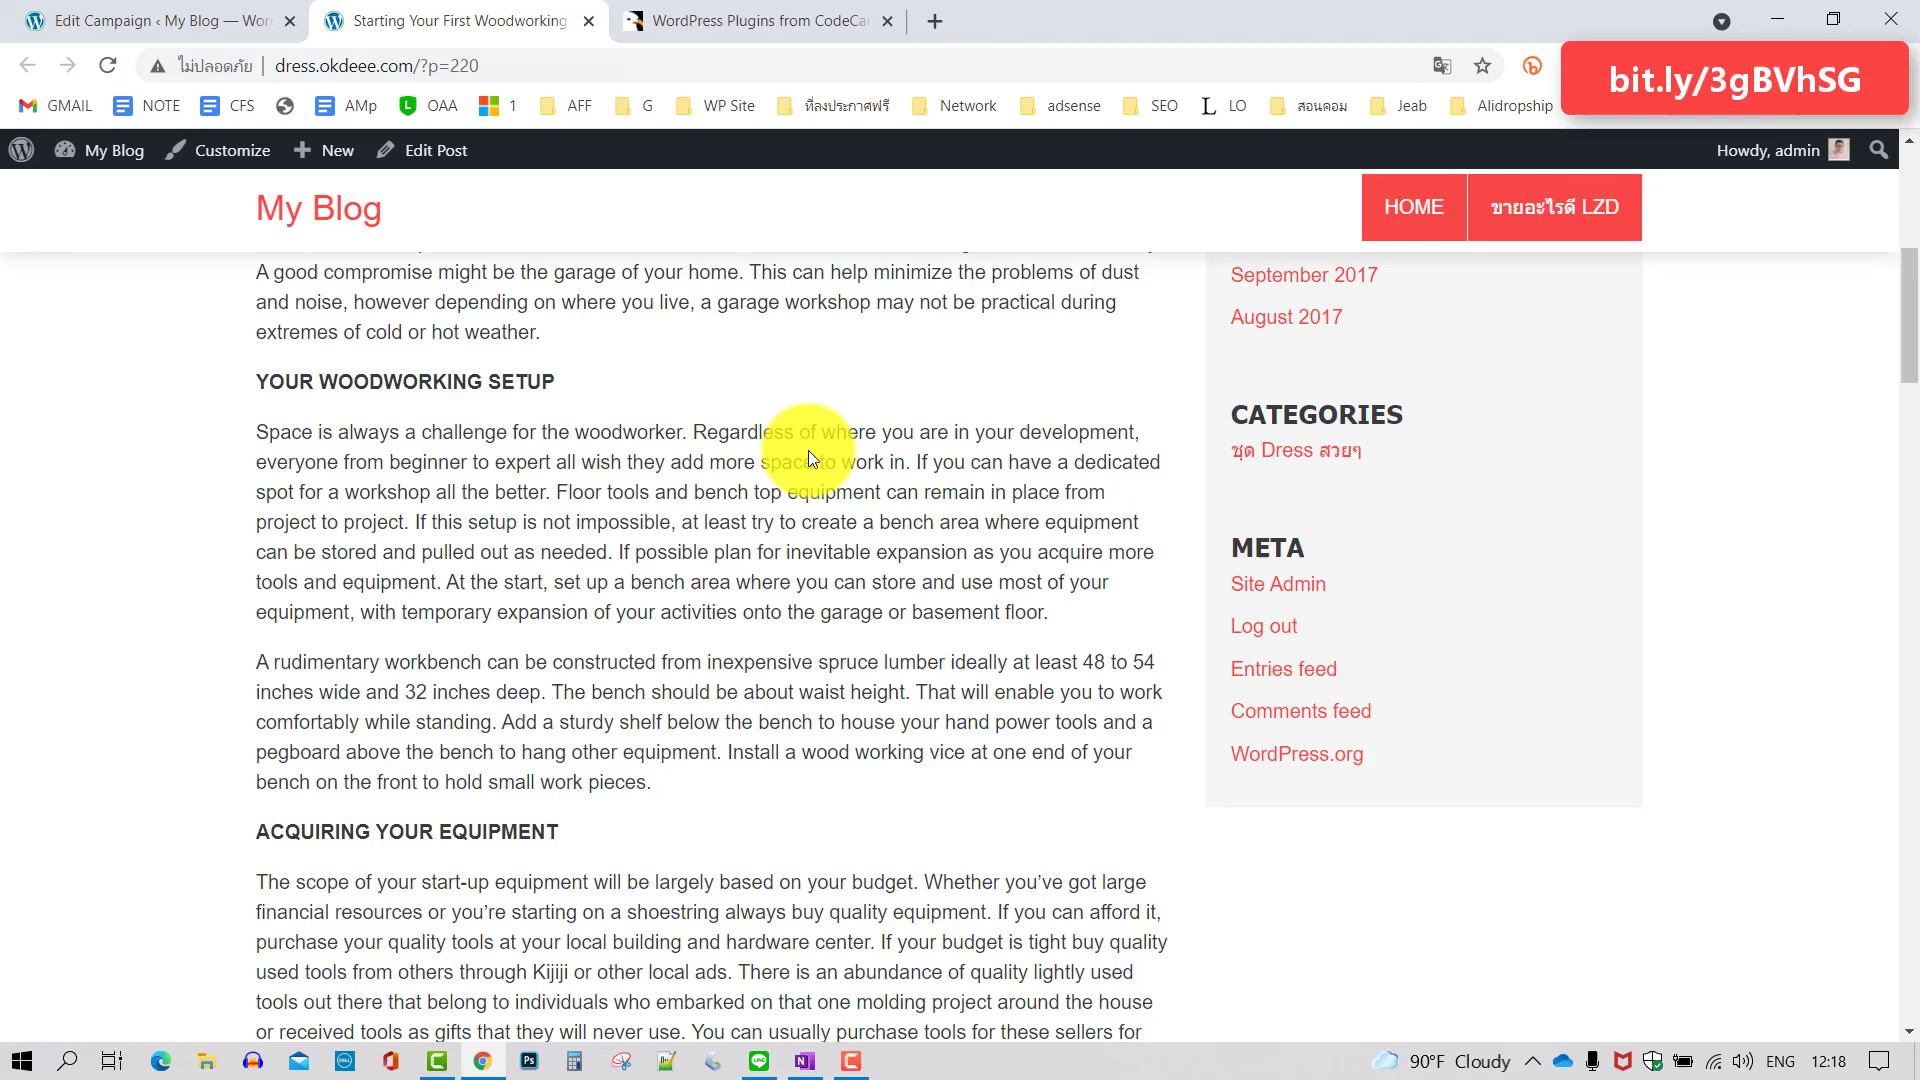 Edit Campaign ‹ My Blog — Wor
Starting Your First Woodworking
WordPress Plugins from CodeCan
ไม่ปลอดภัย
dress.okdeee.com/?p=220
bit.ly/3gBVhSG
GMAIL
NOTE
CFS
AMp
OAA
1
AFF
G
WP Site
ที่ลงประกาศฟรี
Network
adsense
SEO
LO
สอนคอม
Jeab
Alidropship
My Blog
Customize
New
Edit Post
Howdy, admin
My Blog
HOME
ขายอะไรดี LZD
A good compromise might be the garage of your home. This can help minimize the problems of dust
and noise, however depending on where you live, a garage workshop may not be practical during
extremes of cold or hot weather.
YOUR WOODWORKING SETUP
Space is always a challenge for the woodworker. Regardless of where you are in your development,
everyone from beginner to expert all wish they add more space to work in. If you can have a dedicated
spot for a workshop all the better. Floor tools and bench top equipment can remain in place from
project to project. If this setup is not impossible, at least try to create a bench area where equipment
can be stored and pulled out as needed. If possible plan for inevitable expansion as you acquire more
tools and equipment. At the start, set up a bench area where you can store and use most of your
equipment, with temporary expansion of your activities onto the garage or basement floor.
A rudimentary workbench can be constructed from inexpensive spruce lumber ideally at least 48 to 54
inches wide and 32 inches deep. The bench should be about waist height. That will enable you to work
comfortably while standing. Add a sturdy shelf below the bench to house your hand power tools and a
pegboard above the bench to hang other equipment. Install a wood working vice at one end of your
bench on the front to hold small work pieces.
ACQUIRING YOUR EQUIPMENT
The scope of your start-up equipment will be largely based on your budget. Whether you’ve got large
financial resources or you’re starting on a shoestring always buy quality equipment. If you can afford it,
purchase your quality tools at your local building and hardware center. If your budget is tight buy quality
used tools from others through Kijiji or other local ads. There is an abundance of quality lightly used
tools out there that belong to individuals who embarked on that one molding project around the house
or received tools as gifts that they will never use. You can usually purchase tools for these sellers for
September 2017
August 2017
CATEGORIES
ชุด Dress สวยๆ
META
Site Admin
Log out
Entries feed
Comments feed
WordPress.org
90°F Cloudy
ENG
12:18